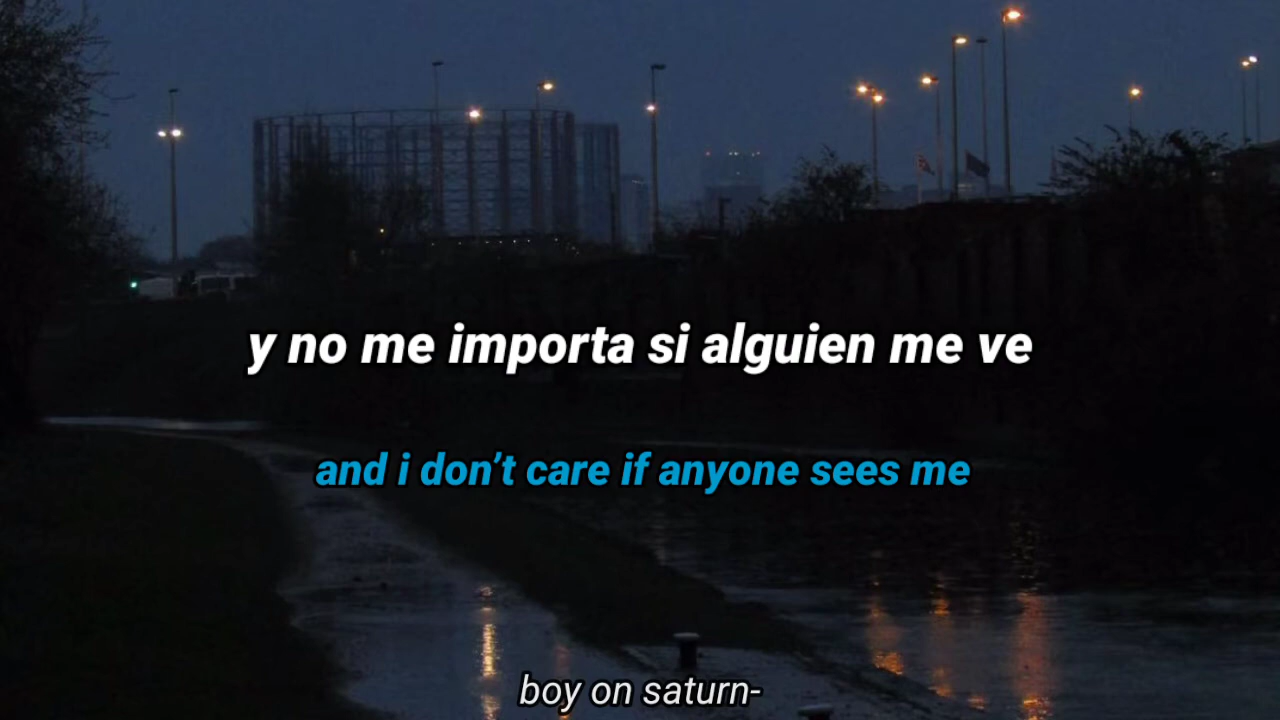 y no me importa si alguien me ve
and i don’t care if anyone sees me
boy on saturn-